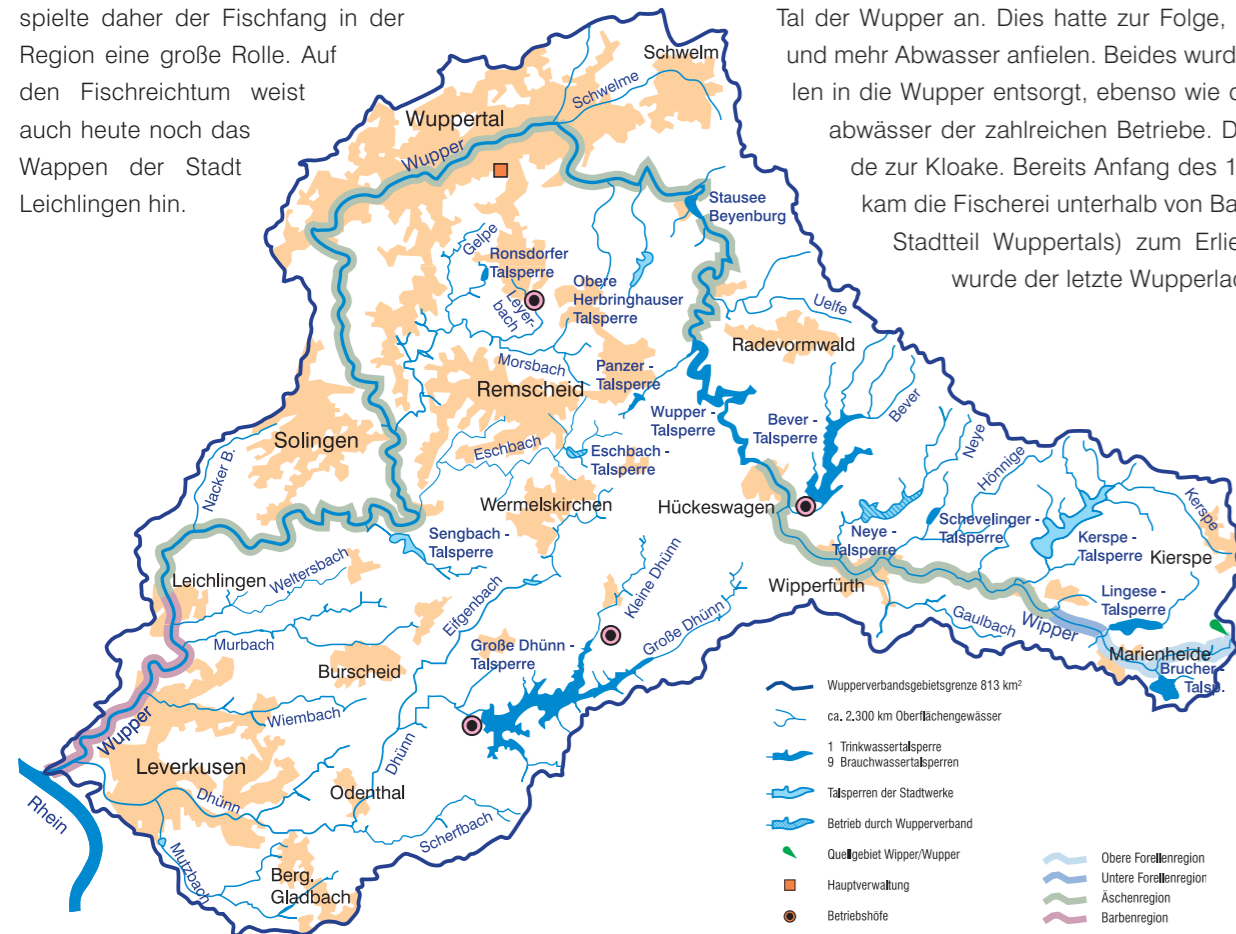 spielte daher der Fischfang in der
Region eine große Rolle. Auf
den Fischreichtum weist
auch heute noch das
Wappen der Stadt
Leichlingen hin.
Tal der Wupper an. Dies hatte zur Folge,
und mehr Abwasser anfielen. Beides wurd
len in die Wupper entsorgt, ebenso wie
abwässer der zahlreichen Betriebe. D
de zur Kloake. Bereits Anfang des 1
kam die Fischerei unterhalb von Ba
Stadtteil Wuppertals) zum Erlie
wurde der letzte Wupperlac
Schwelm
Schwelme
Wuppertal
Wupper
Stausee
Beyenburg
Gelpe
Ronsdorfer
Talsperre
Leyer-
bach
Obere
Herbringhauser
Talsperre
Uelfe
Radevormwald
Morsbach
Panzer -
Talsperre
Remscheid
Wupper -
Talsperre
Bever -
Talsperre
Bever
Neye
Hönnige
Solingen
Eschbach
Eschbach -
Talsperre
Nacker B.
Wermelskirchen
Hückeswagen
Kerspe
Sengbach -
Talsperre
Neye -
Talsperre
Schevelinger -
Talsperre
Kerspe -
Talsperre
Kierspe
Leichlingen
Weltersbach
Eifgenbach
Kleine Dhünn
Wipperfürth
Lingese -
Talsperre
Gaulbach
Wipper
Murbach
Große Dhünn -
Talsperre
Große Dhünn
Marienheide
Brucher -
Talsp.
Burscheid
Wupper
Wiembach
Leverkusen
Dhünn
Dhünn
Odenthal
Rhein
Scherfbach
Mutzbach
Berg.
Gladbach
Wupperverbandsgebietsgrenze 813 km²
ca. 2.300 km Oberflächengewässer
1 Trinkwassertalsperre
9 Brauchwassertalsperren
Talsperren der Stadtwerke
Betrieb durch Wupperverband
Quellgebiet Wipper/Wupper
Hauptverwaltung
Betriebshöfe
Obere Forellenregion
Untere Forellenregion
Äschenregion
Barbenregion